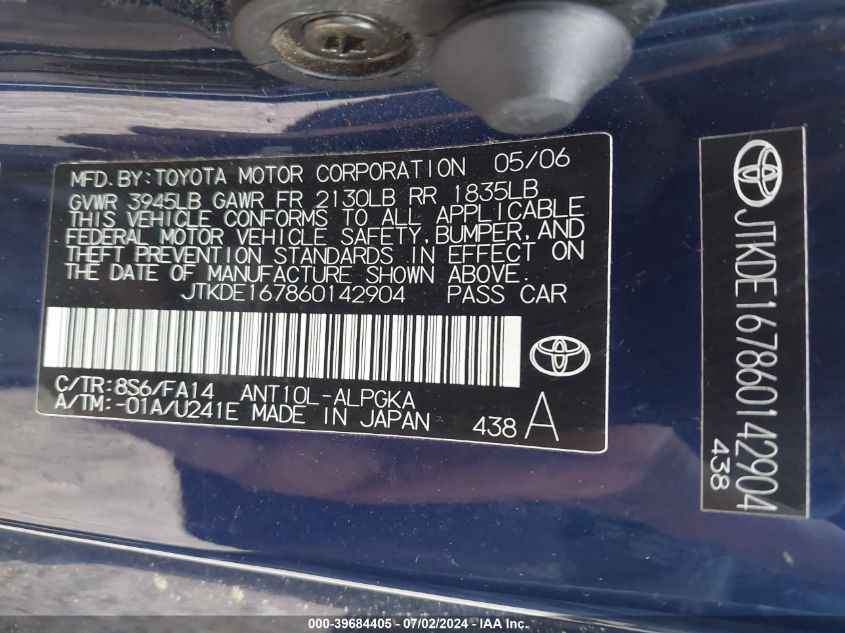 MFD. BY: TOYOTA MOTOR CORPORATION 05/06
GVWR 3945LB GAWR FR 2130LB RR 1835LB
THIS VEHICLE CONFORMS TO ALL APPLICABLE
FEDERAL MOTOR VEHICLE SAFETY, BUMPER, AND
THEFT PREVENTION STANDARDS IN EFFECT ON
THE DATE OF MANUFACTURE SHOWN ABOVE.
JTKDE167860142904 PASS CAR
C/TR: 8S6/FA14 ANT10L-ALPGKA
A/TM: -01A/U241E MADE IN JAPAN 438 A
JTKDE167860142904
438
000-39684405 - 07/02/2024 - IAA Inc.